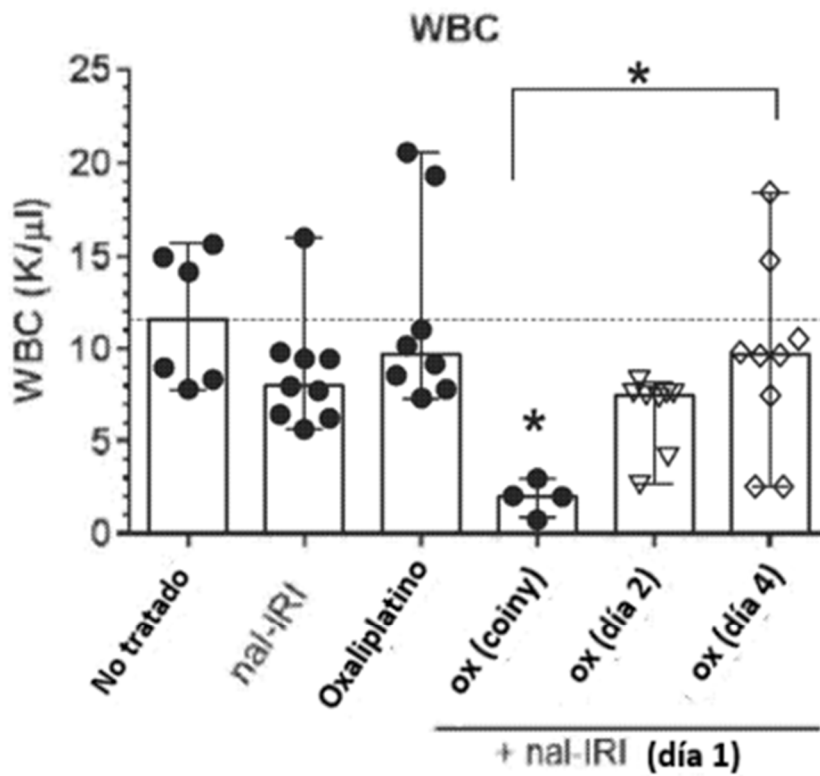 WBC
*
25
20
15
10
5
0
WBC (K/µl)
*
No tratado
nal-IRI
Oxaliplatino
ox (coiny)
ox (día 2)
ox (día 4)
+ nal-IRI (día 1)